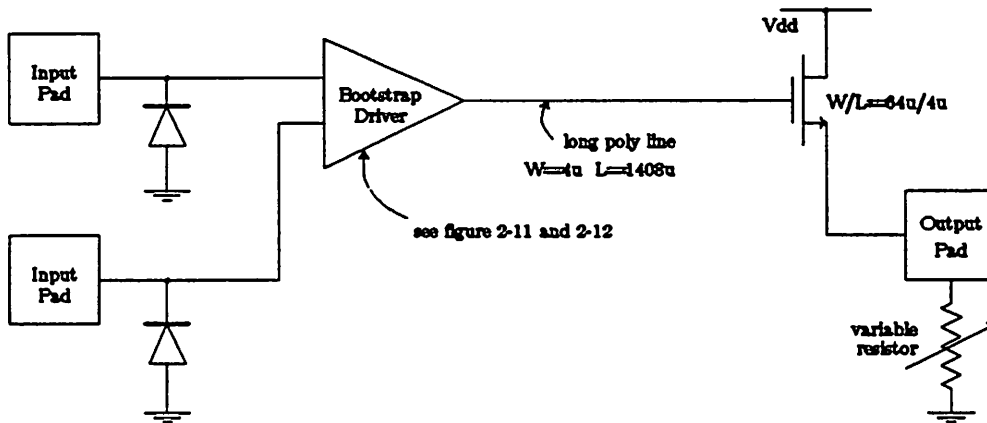 Input
Pad
Bootstrap
Driver
Vdd
W/L=64u/4u
long poly line
W=4u L=1408u
see figure 2-11 and 2-12
Input
Pad
Output
Pad
variable
resistor